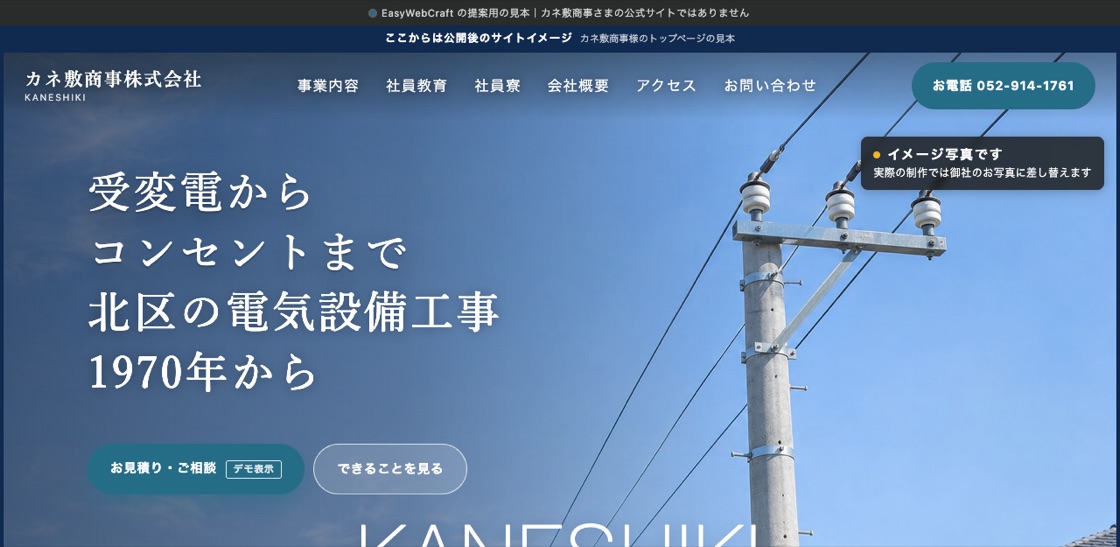 EasyWebCraft の提案用の見本｜カネ敷商事さまの公式サイトではありません
ここからは公開後のサイトイメージ カネ敷商事様のトップページの見本
カネ敷商事株式会社
KANESHIKI
事業内容 社員教育 社員寮 会社概要 アクセス お問い合わせ
お電話 052-914-1761
イメージ写真です
実際の制作では御社のお写真に差し替えます
受変電から
コンセントまで
北区の電気設備工事
1970年から
お見積り・ご相談 デモ表示
できることを見る
KANESHIKI